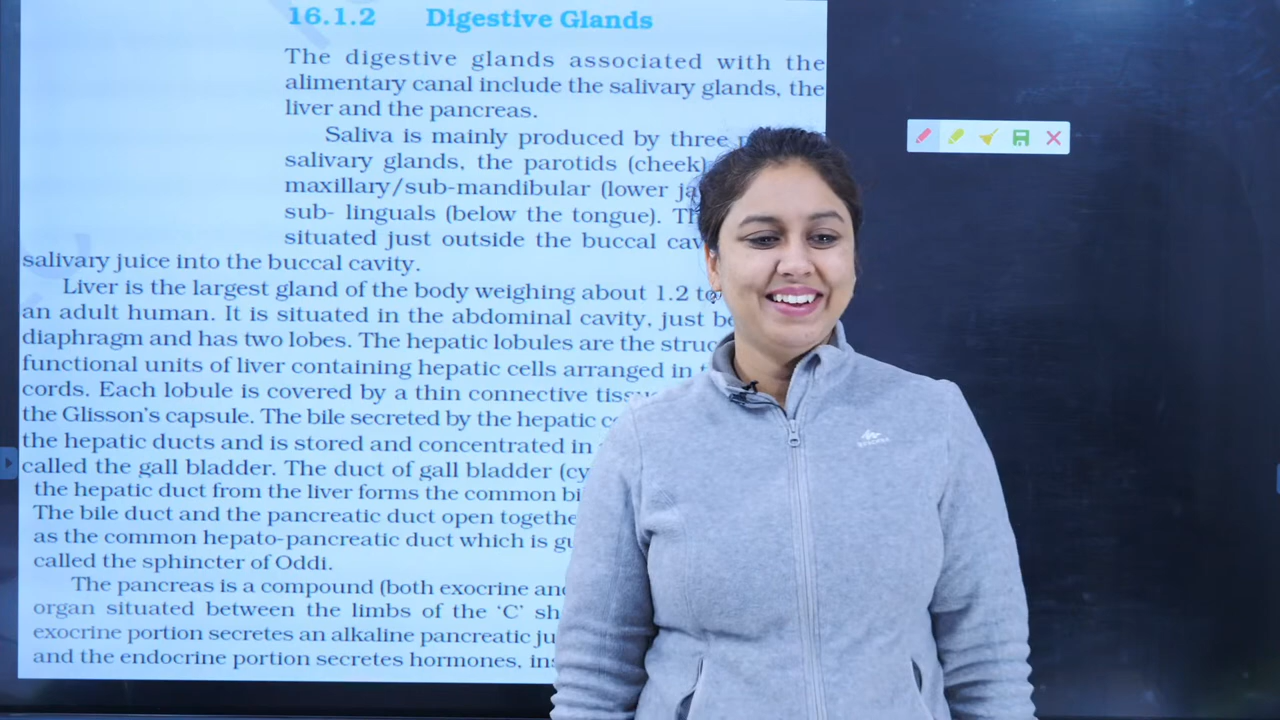 16.1.2 Digestive Glands
The digestive glands associated with the
alimentary canal include the salivary glands, the
liver and the pancreas.
Saliva is mainly produced by three
salivary glands, the parotids (cheek)
maxillary/sub-mandibular (lower
sub- linguals (below the tongue).
situated just outside the buccal
salivary juice into the buccal cavity.
Liver is the largest gland of the body weighing about 1.2
an adult human. It is situated in the abdominal cavity, just
diaphragm and has two lobes. The hepatic lobules are the
functional units of liver containing hepatic cells arranged in
cords. Each lobule is covered by a thin connective
the Glisson's capsule. The bile secreted by the hepatic
the hepatic ducts and is stored and concentrated in
called the gall bladder. The duct of gall bladder
the hepatic duct from the liver forms the common
The bile duct and the pancreatic duct open
as the common hepato-pancreatic duct which is
called the sphincter of Oddi.
The pancreas is a compound (both exocrine
organ situated between the limbs of the 'C'
exocrine portion secretes an alkaline pancreatic
and the endocrine portion secretes hormones,